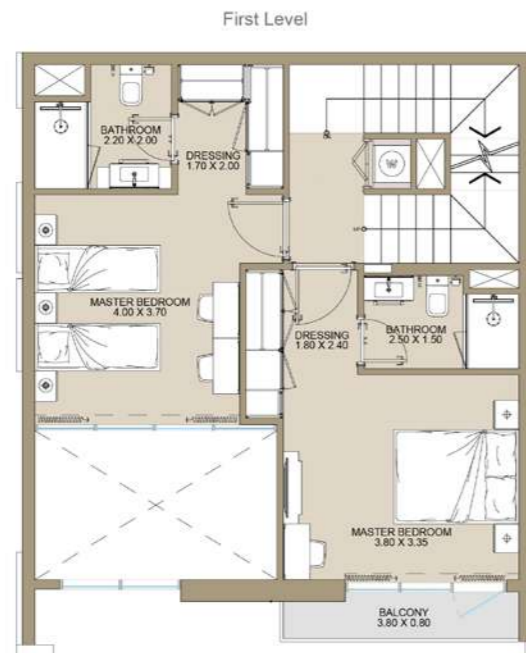 First Level
BATHROOM
2.20 X 2.00
DRESSING
1.70 X 2.00
W
MASTER BEDROOM
4.00 X 3.70
DRESSING
1.80 X 2.40
BATHROOM
2.50 X 1.50
MASTER BEDROOM
3.80 X 3.35
BALCONY
3.80 X 0.80